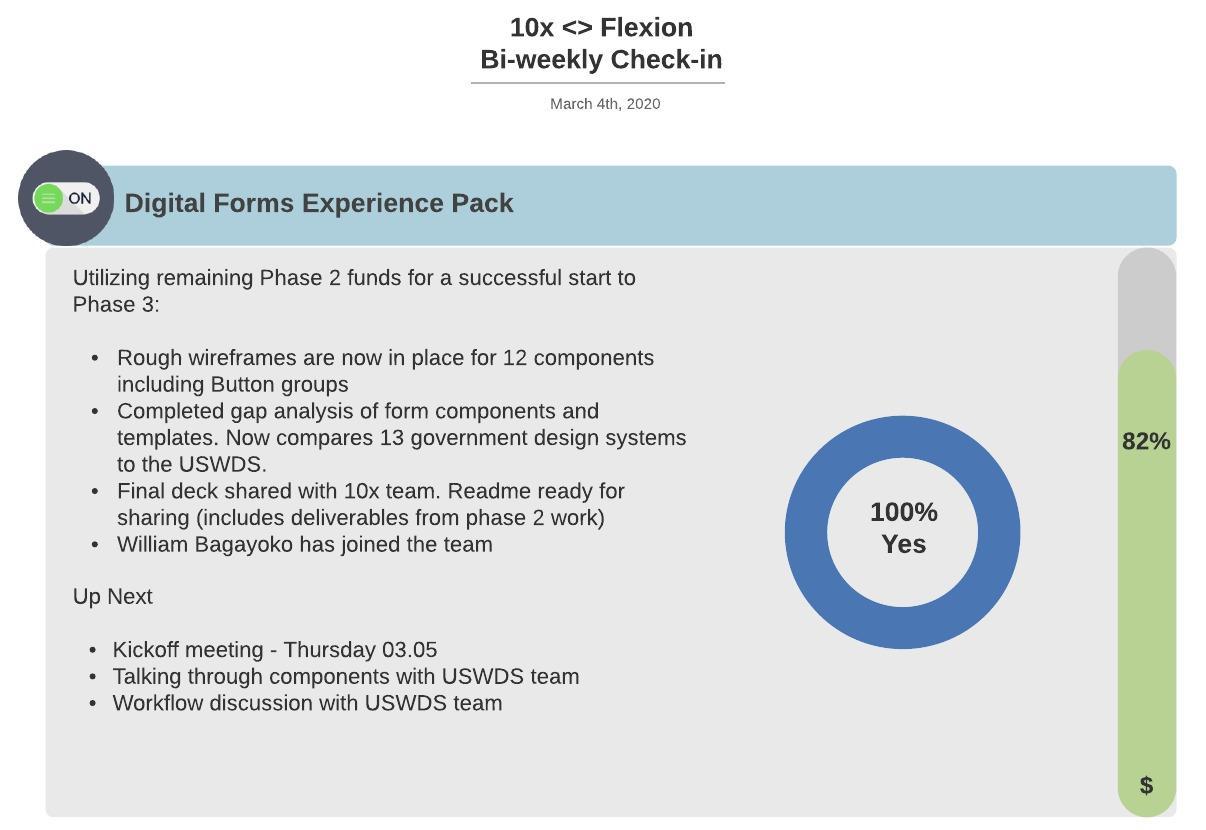 10x <> Flexion
Bi-weekly Check-in
March 4th, 2020
ON
Digital Forms Experience Pack
Utilizing remaining Phase 2 funds for a successful start to
Phase 3:
• Rough wireframes are now in place for 12 components
including Button groups
• Completed gap analysis of form components and
templates. Now compares 13 government design systems
to the USWDS.
• Final deck shared with 10x team. Readme ready for
sharing (includes deliverables from phase 2 work)
• William Bagayoko has joined the team
Up Next
• Kickoff meeting - Thursday 03.05
• Talking through components with USWDS team
• Workflow discussion with USWDS team
100%
Yes
82%
$